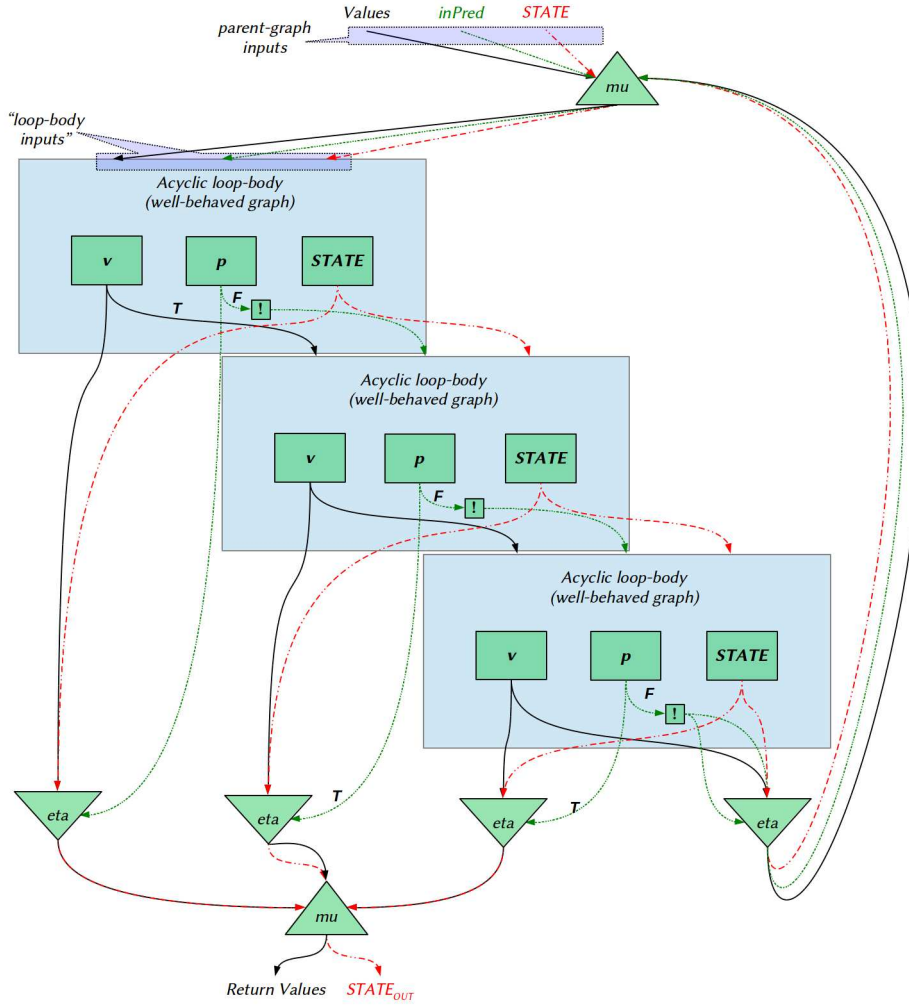 Values inPred STATE
parent-graph
inputs
mu
"loop-body
inputs"
Acyclic loop-body
(well-behaved graph)
v p STATE
T F !
Acyclic loop-body
(well-behaved graph)
v p STATE
F !
Acyclic loop-body
(well-behaved graph)
v p STATE
F !
eta T eta eta T eta
mu
Return Values STATE OUT